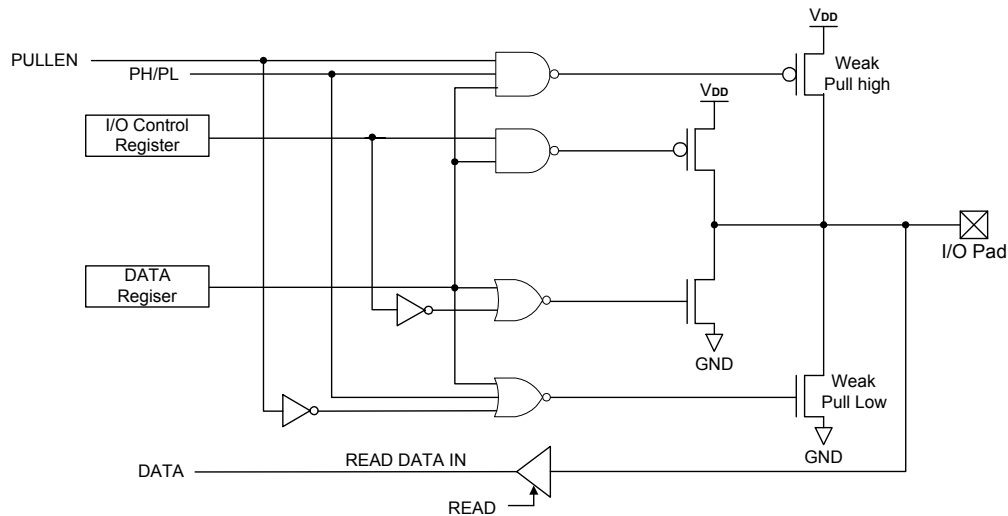 VDD
PULLEN
PH/PL
Weak
Pull high
VDD
I/O Control
Register
I/O Pad
DATA
Regiser
GND
Weak
Pull Low
GND
READ DATA IN
DATA
READ